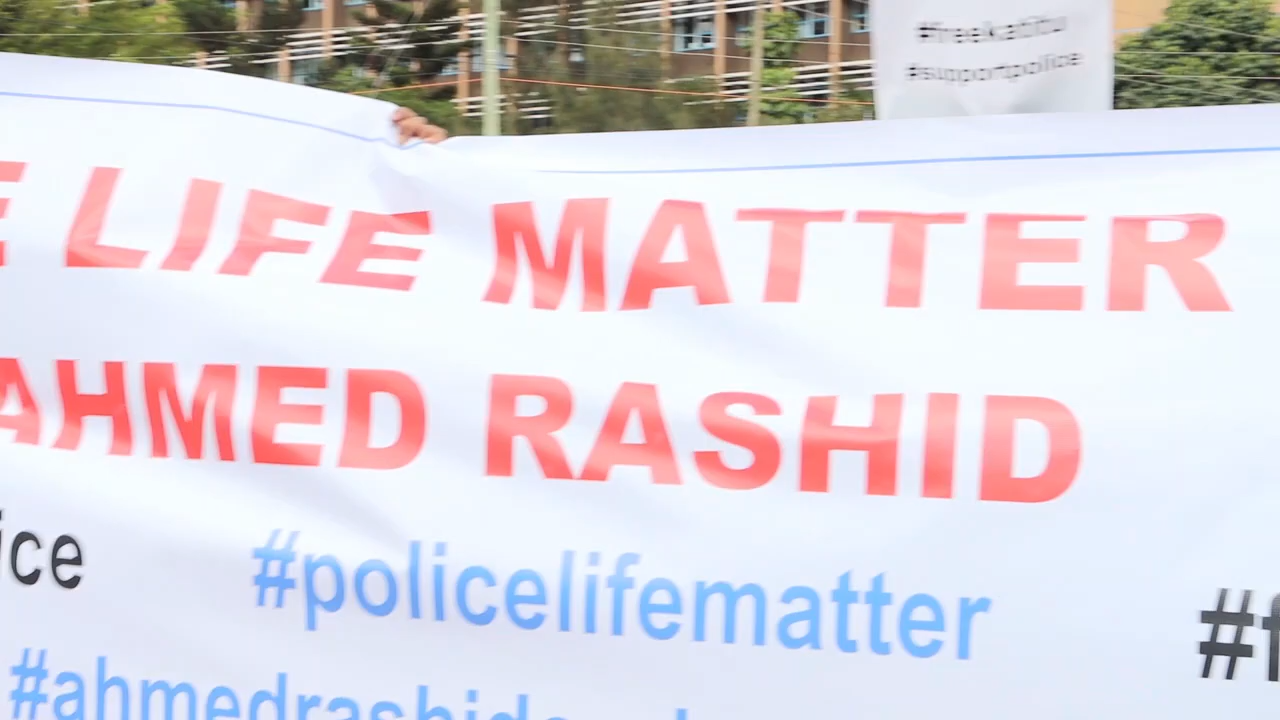 #freekatitu
#supportpolice
E LIFE MATTER
AHMED RASHID
ice
#policelifematter
#f